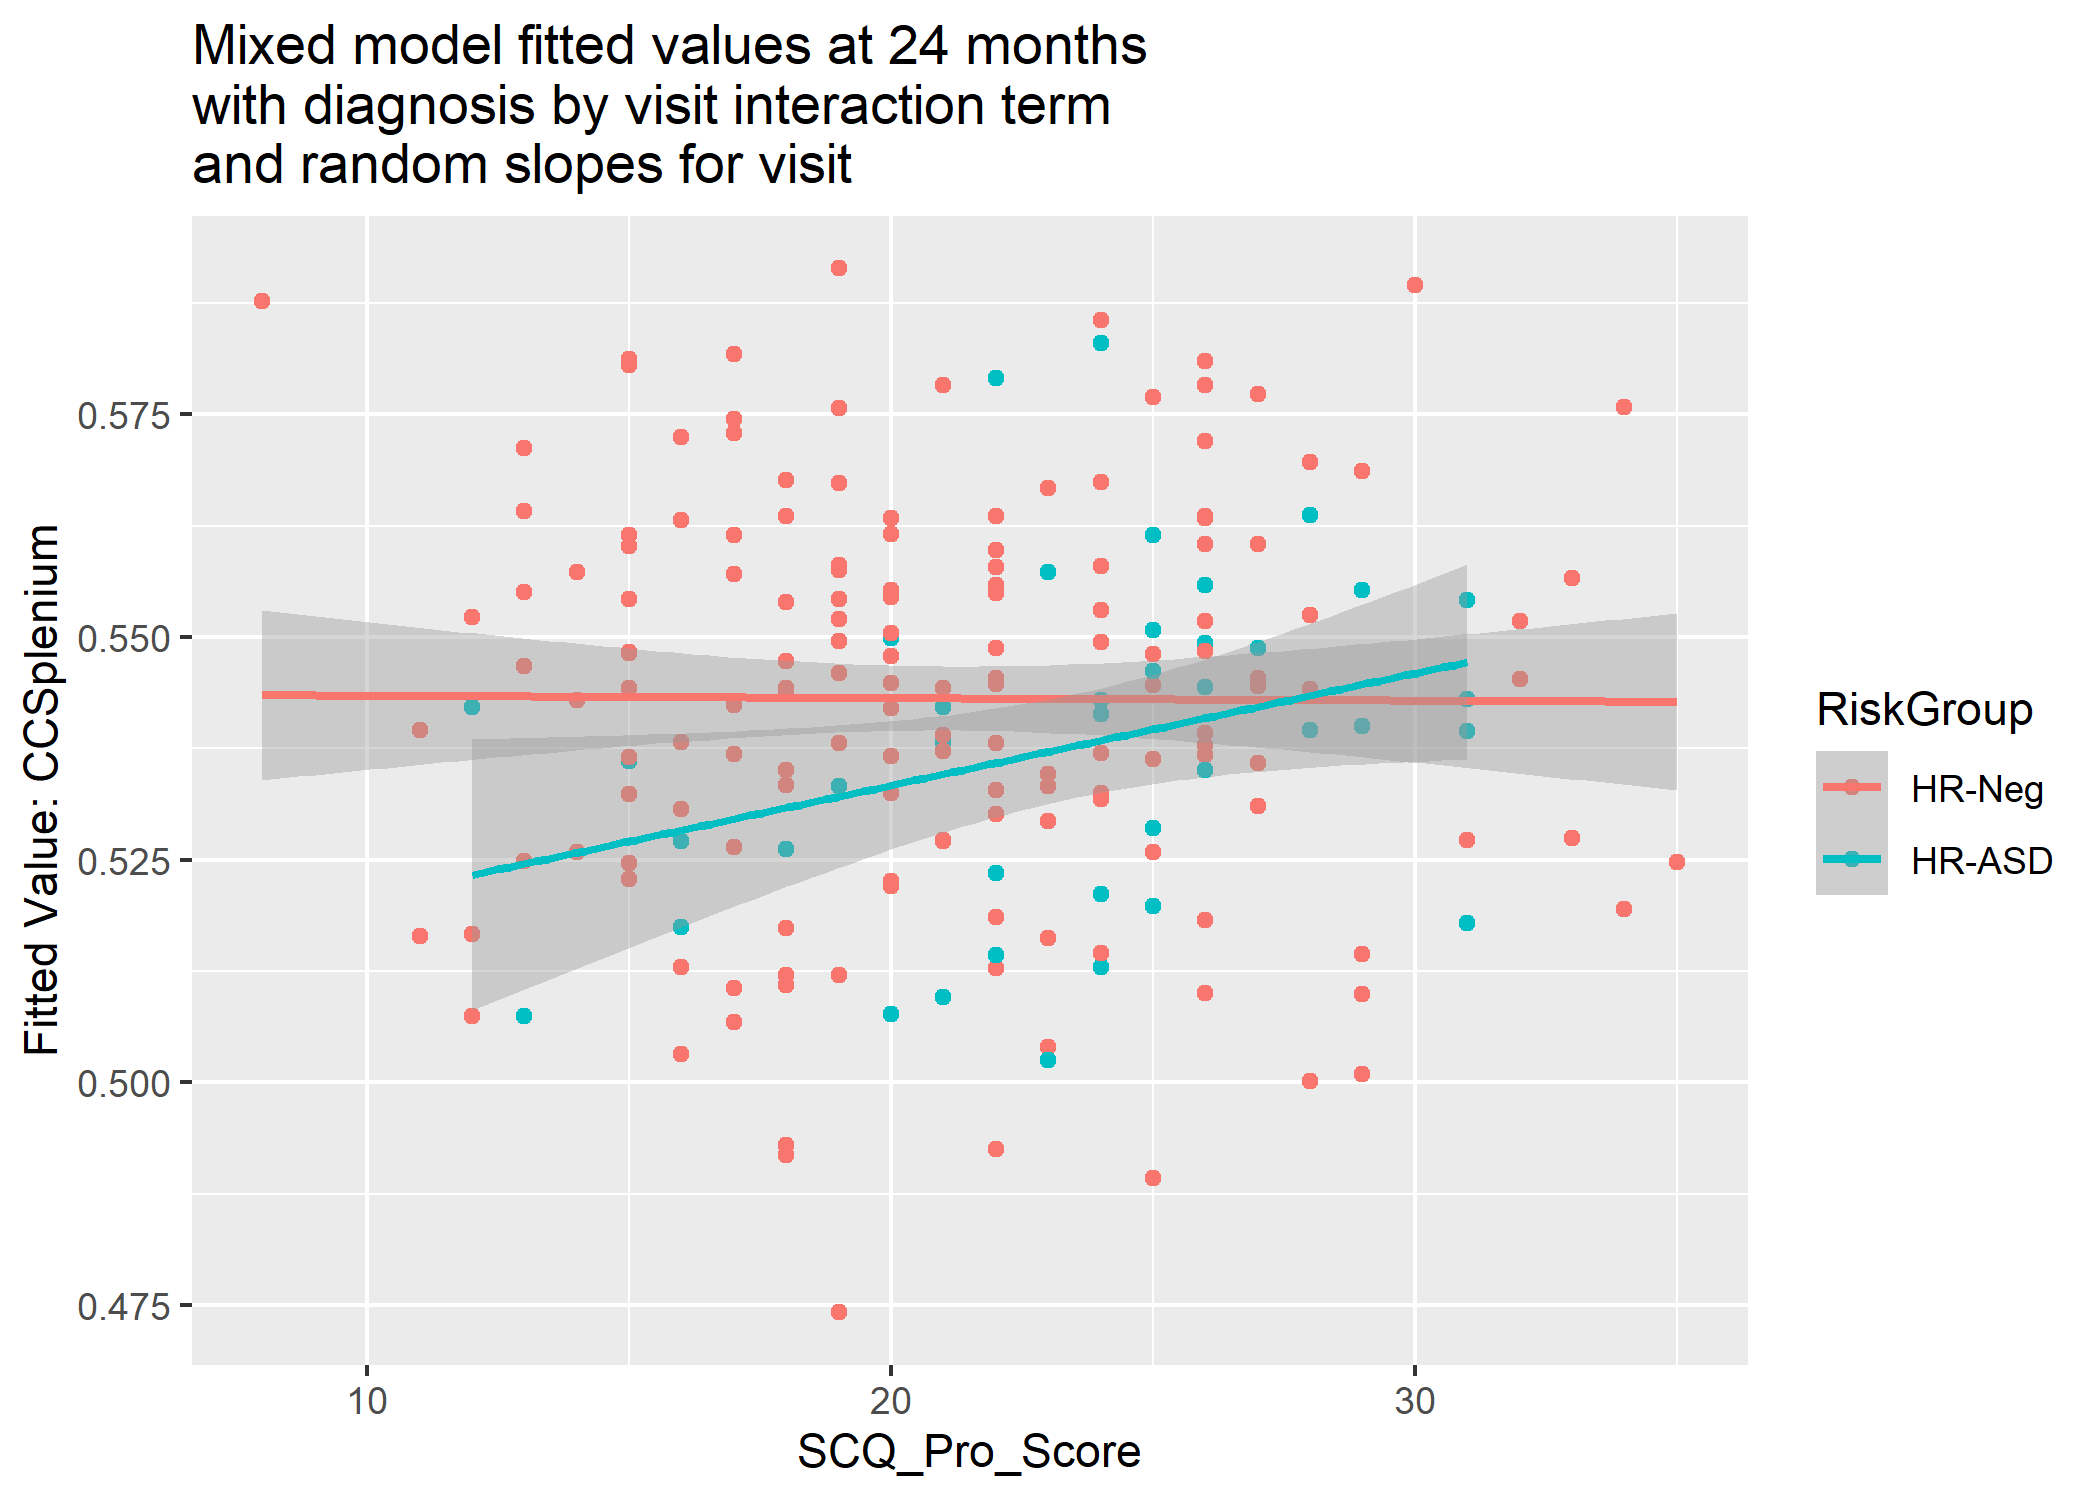 Mixed model fitted values at 24 months
with diagnosis by visit interaction term
and random slopes for visit
Fitted Value: CCSplenium
0.575
0.550
0.525
0.500
0.475
10
20
30
SCQ_Pro_Score
RiskGroup
HR-Neg
HR-ASD